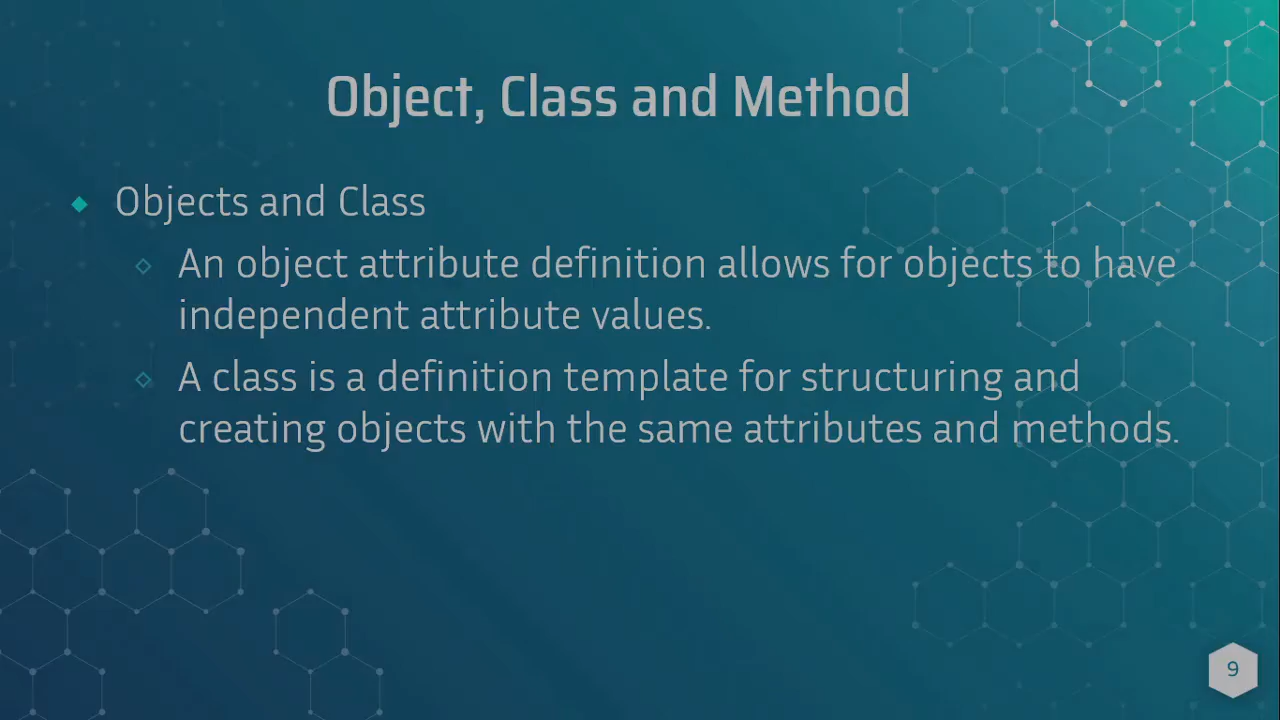 Object, Class and Method
Objects and Class
An object attribute definition allows for objects to have
independent attribute values.
A class is a definition template for structuring and
creating objects with the same attributes and methods.
9